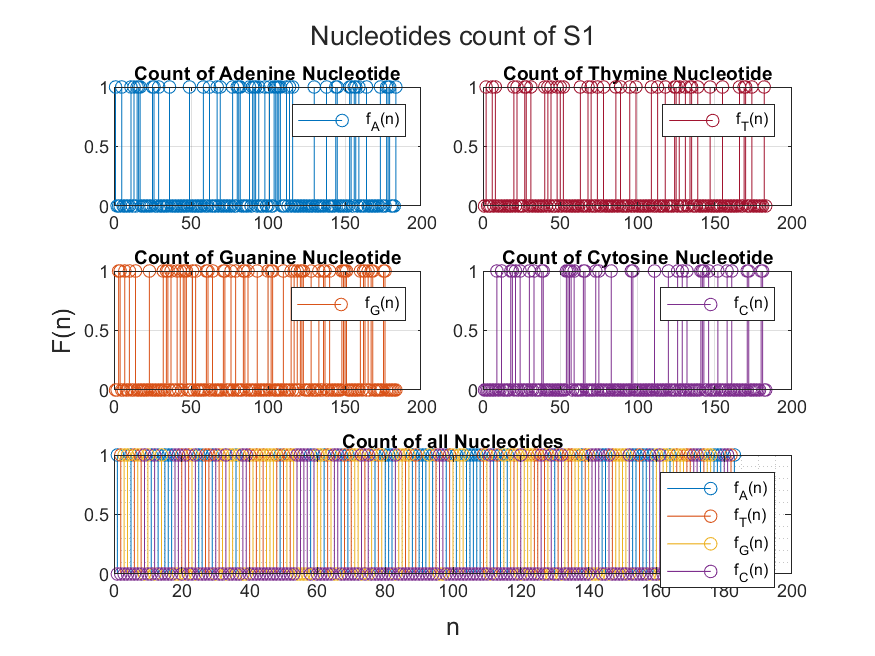 Nucleotides count of S1
Count of Adenine Nucleotide
1
0.5
0
0 50 100 150 200
f_A(n)
Count of Thymine Nucleotide
1
0.5
0
0 50 100 150 200
f_T(n)
F(n)
Count of Guanine Nucleotide
1
0.5
0
0 50 100 150 200
f_G(n)
Count of Cytosine Nucleotide
1
0.5
0
0 50 100 150 200
f_C(n)
Count of all Nucleotides
1
0.5
0
0 20 40 60 80 100 120 140 160 180 200
f_A(n)
f_T(n)
f_G(n)
f_C(n)
n